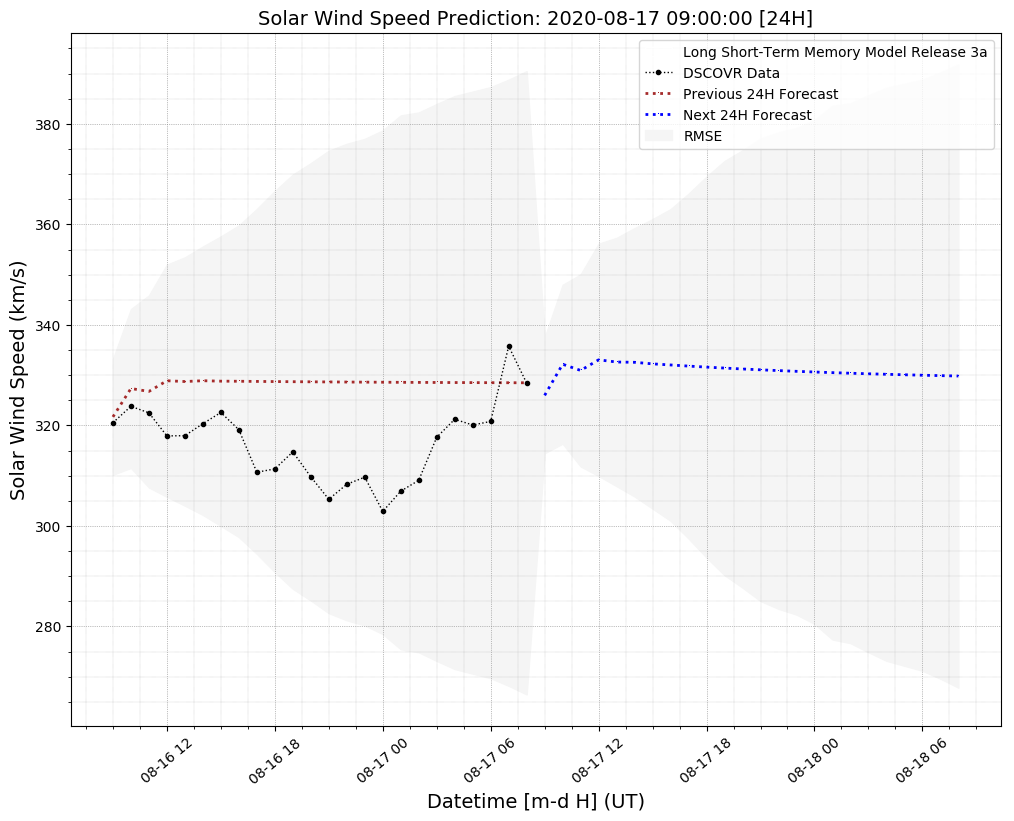 Solar Wind Speed Prediction: 2020-08-17 09:00:00 [24H]
Long Short-Term Memory Model Release 3a
DSCOVR Data
Previous 24H Forecast
Next 24H Forecast
RMSE
Solar Wind Speed (km/s)
380
360
340
320
300
280
08-16 12
08-16 18
08-17 00
08-17 06
08-17 12
08-17 18
08-18 00
08-18 06
Datetime [m-d H] (UT)